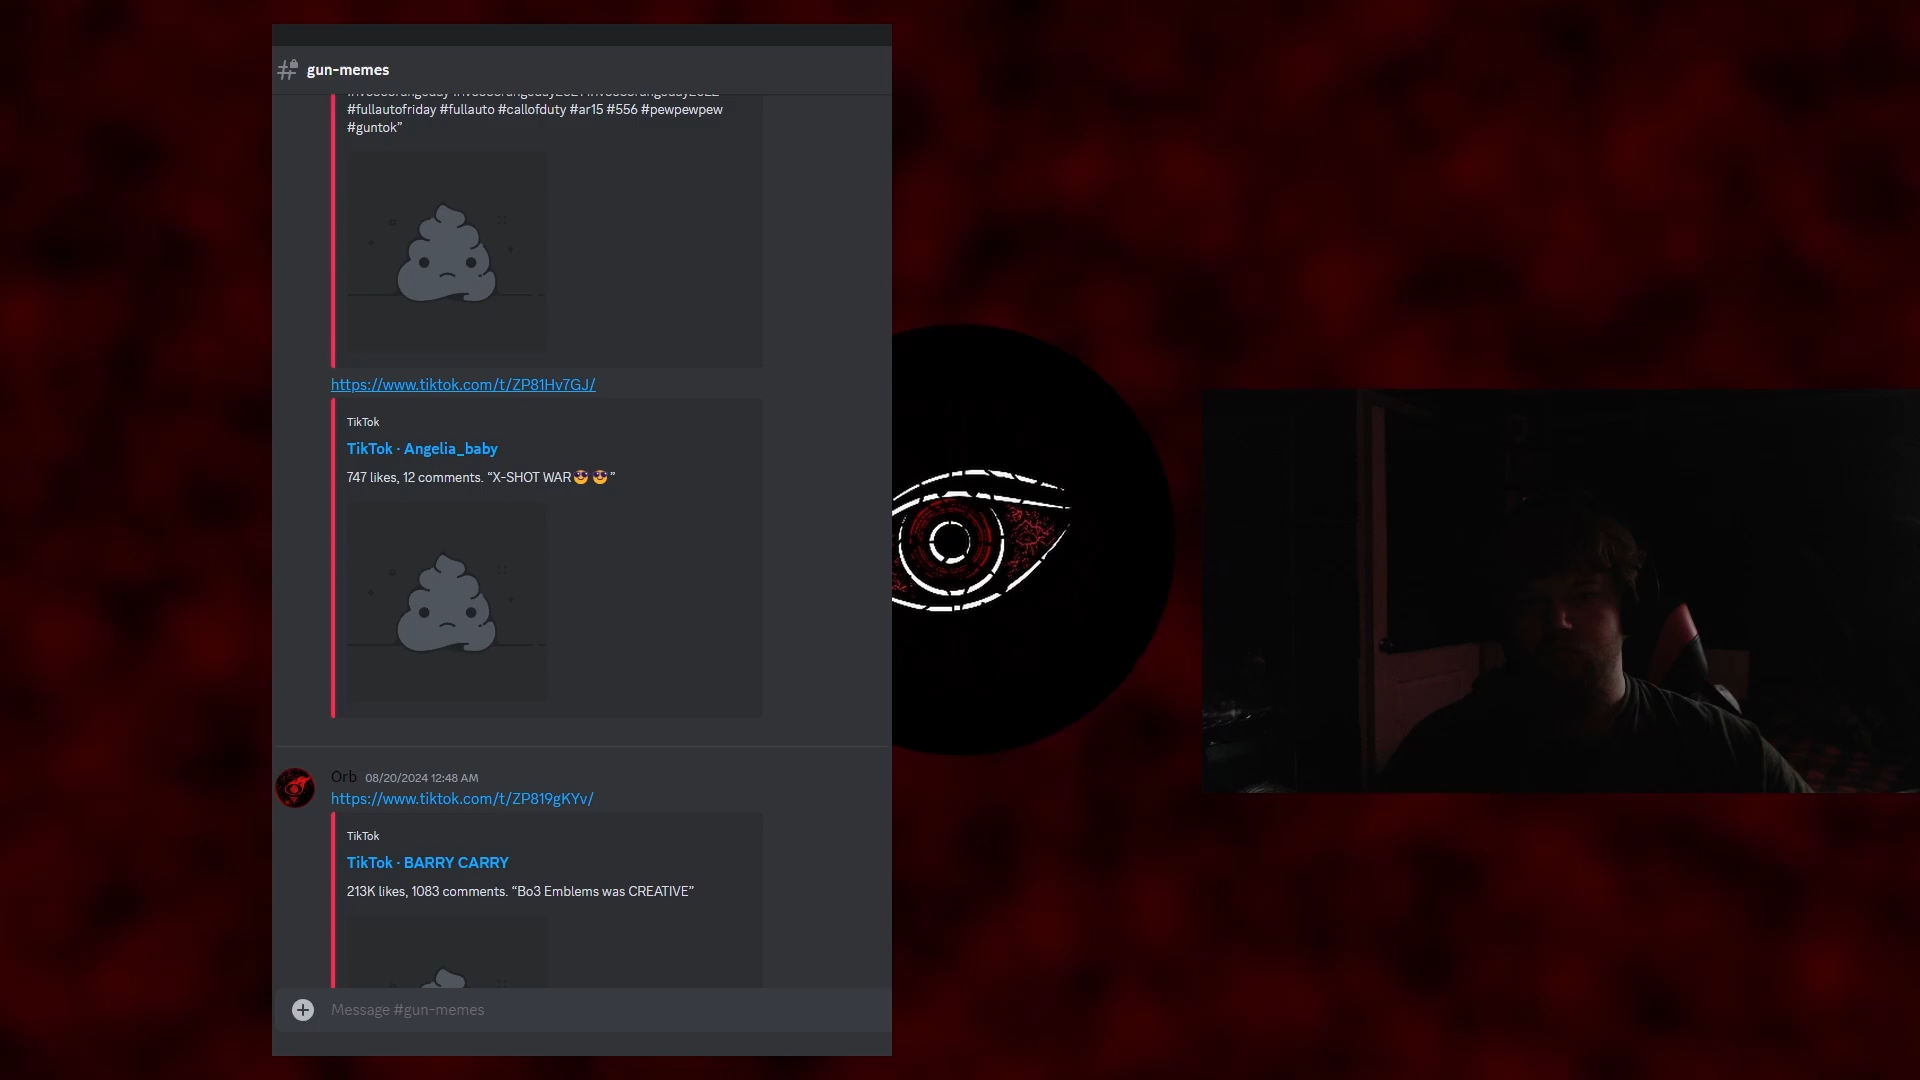 gun-memes
#fullautofriday #fullauto #callofduty #ar15 #556 #pewpewpew
#guntok”
https://www.tiktok.com/t/ZP81Hv7GJ/
TikTok
TikTok · Angelia_baby
747 likes, 12 comments. “X-SHOT WAR😎😎”
Orb 08/20/2024 12:48 AM
https://www.tiktok.com/t/ZP819gKYv/
TikTok
TikTok · BARRY CARRY
213K likes, 1083 comments. “Bo3 Emblems was CREATIVE”
Message #gun-memes